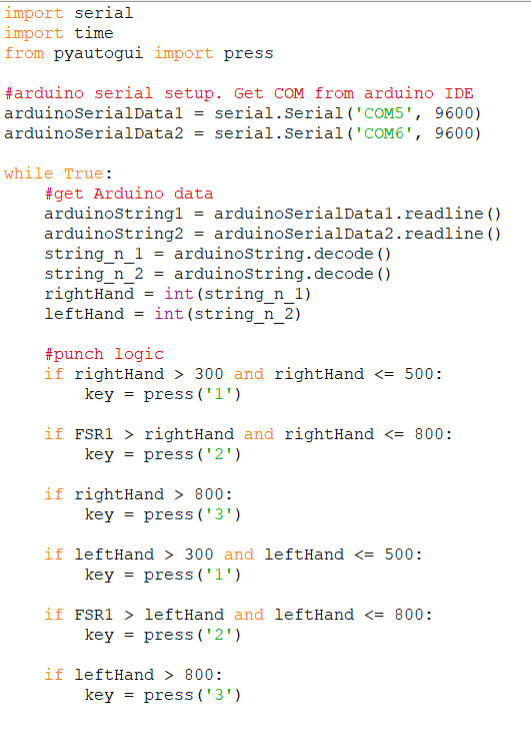 import serial
import time
from pyautogui import press

#arduino serial setup. Get COM from arduino IDE
arduinoSerialData1 = serial.Serial('COM5', 9600)
arduinoSerialData2 = serial.Serial('COM6', 9600)

while True:
    #get Arduino data
    arduinoString1 = arduinoSerialData1.readline()
    arduinoString2 = arduinoSerialData2.readline()
    string_n_1 = arduinoString.decode()
    string_n_2 = arduinoString.decode()
    rightHand = int(string_n_1)
    leftHand = int(string_n_2)

    #punch logic
    if rightHand > 300 and rightHand <= 500:
        key = press('1')

    if FSR1 > rightHand and rightHand <= 800:
        key = press('2')

    if rightHand > 800:
        key = press('3')

    if leftHand > 300 and leftHand <= 500:
        key = press('1')

    if FSR1 > leftHand and leftHand <= 800:
        key = press('2')

    if leftHand > 800:
        key = press('3')